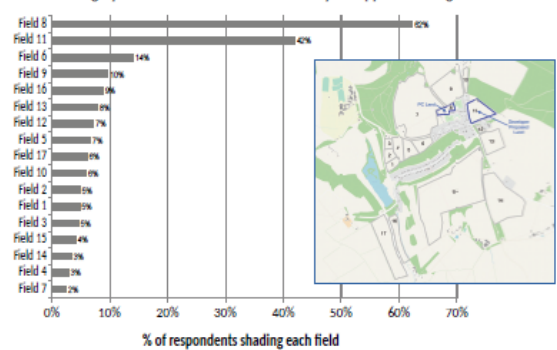 Field 8 62%
Field 11 42%
Field 6 14%
Field 9 10%
Field 16 9%
Field 13 8%
Field 12 7%
Field 5 7%
Field 17 6%
Field 10 6%
Field 2 5%
Field 1 5%
Field 3 5%
Field 15 4%
Field 14 3%
Field 4 3%
Field 7 2%
0% 10% 20% 30% 40% 50% 60% 70%
% of respondents shading each field
PC Land
Developer
Proposed
Land